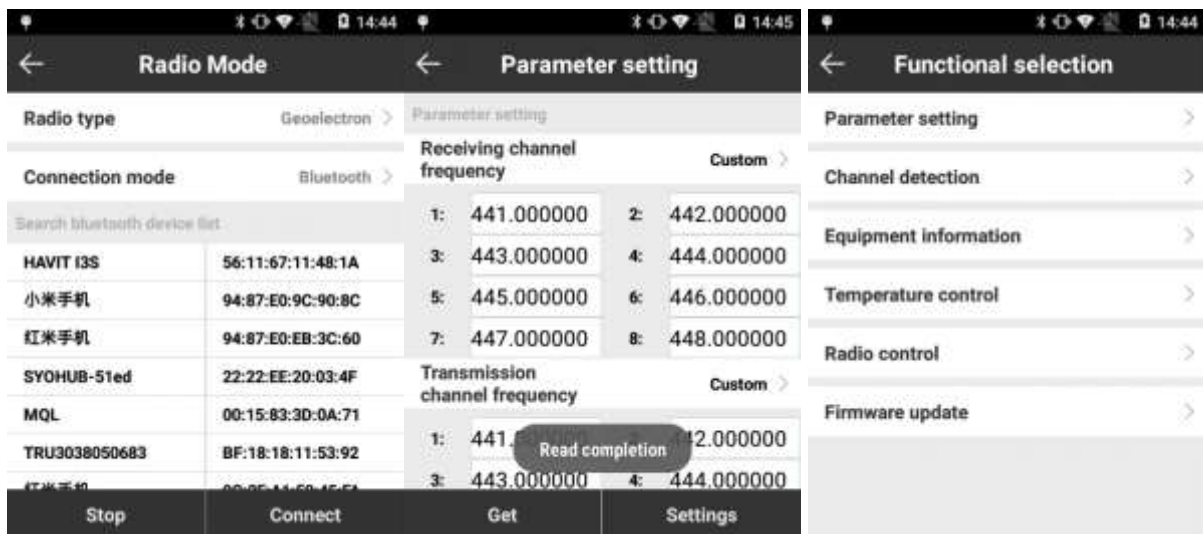 14:44
Radio Mode
Radio type Geoelectron
Connection mode Bluetooth
Search bluetooth device list
HAVIT I3S 56:11:67:11:48:1A
小米手机 94:87:E0:9C:90:8C
红米手机 94:87:E0:EB:3C:60
SYOHUB-51ed 22:22:EE:20:03:4F
MQL 00:15:83:3D:0A:71
TRU3038050683 BF:18:18:11:53:92
红米手机
Stop Connect
14:45
Parameter setting
Parameter setting
Receiving channel
frequency
Custom
1: 441.000000 2: 442.000000
3: 443.000000 4: 444.000000
5: 445.000000 6: 446.000000
7: 447.000000 8: 448.000000
Transmission
channel frequency
Custom
1: 441. 42.000000
Read completion
3: 443.000000 4: 444.000000
Get Settings
14:44
Functional selection
Parameter setting
Channel detection
Equipment information
Temperature control
Radio control
Firmware update